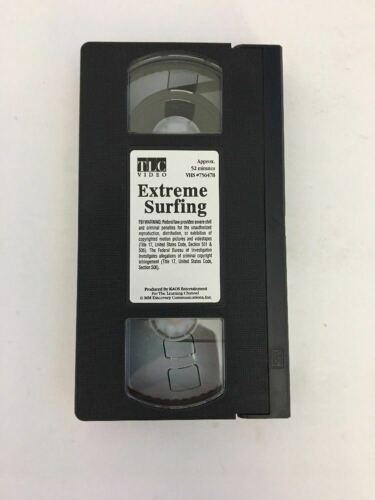 TLC
VIDEO
Approx.
52 minutes
VHS #756478
Extreme
Surfing
FBI WARNING: Federal law provides severe civil
and criminal penalties for the unauthorized
reproduction, distribution, or exhibition of
copyrighted motion pictures and videotapes
(Title 17, United States Code, Section 501 &
506). The Federal Bureau of Investigation
investigates allegations of criminal copyright
infringement (Title 17, United States Code,
Section 506).
Produced by KAOS Entertainment
For The Learning Channel
Discovery Communications, Inc.